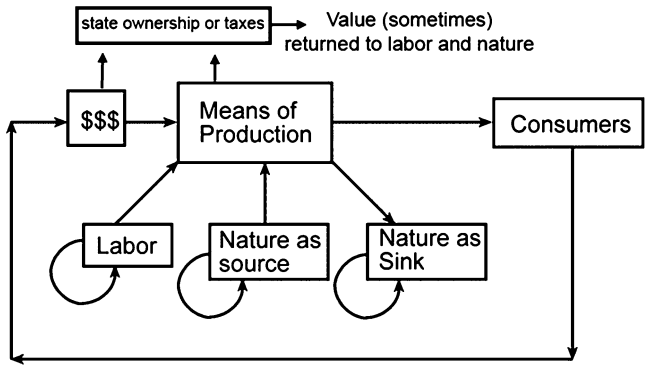 state ownership or taxes
Value (sometimes)
returned to labor and nature
$$$
Means of
Production
Consumers
Labor
Nature as
source
Nature as
Sink